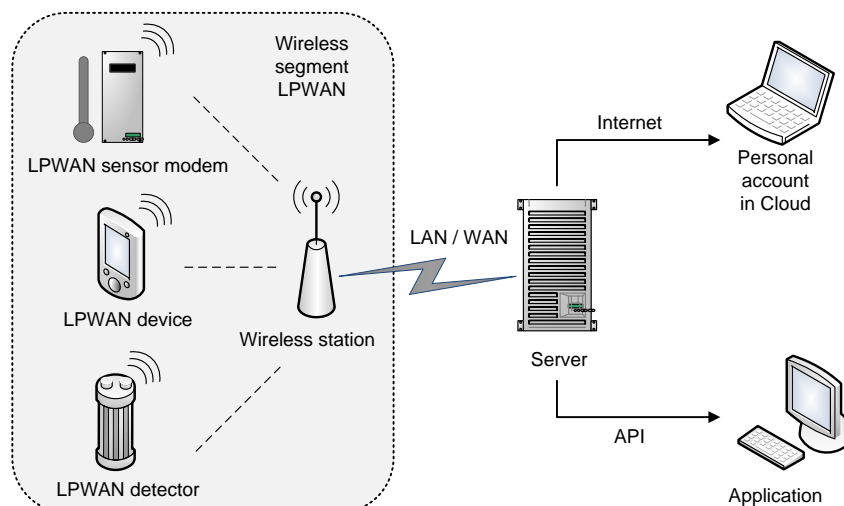 Wireless
segment
LPWAN
LPWAN sensor modem
LPWAN device
Wireless station
LPWAN detector
LAN / WAN
Server
Internet
Personal
account
in Cloud
API
Application